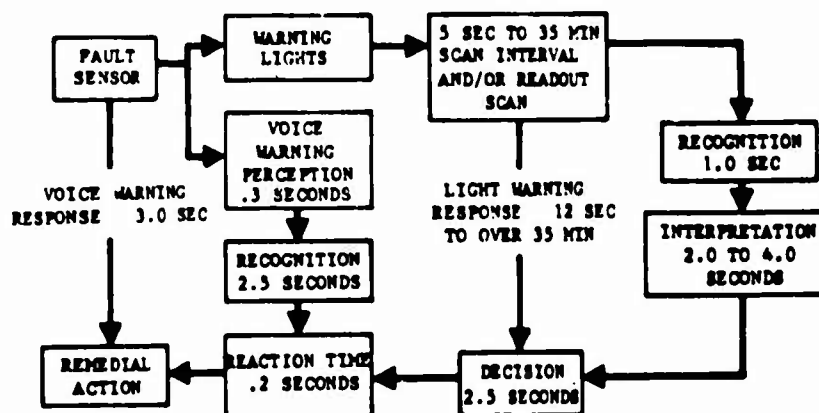 FAULT
SENSOR
WARNING
LIGHTS
5 SEC TO 35 MIN
SCAN INTERVAL
AND/OR READOUT
SCAN
VOICE
WARNING
PERCEPTION
.3 SECONDS
RECOGNITION
1.0 SEC
VOICE WARNING
RESPONSE 3.0 SEC
LIGHT WARNING
RESPONSE 12 SEC
TO OVER 35 MIN
RECOGNITION
2.5 SECONDS
INTERPRETATION
2.0 TO 4.0
SECONDS
REMEDIAL
ACTION
REACTION TIME
.2 SECONDS
DECISION
2.5 SECONDS